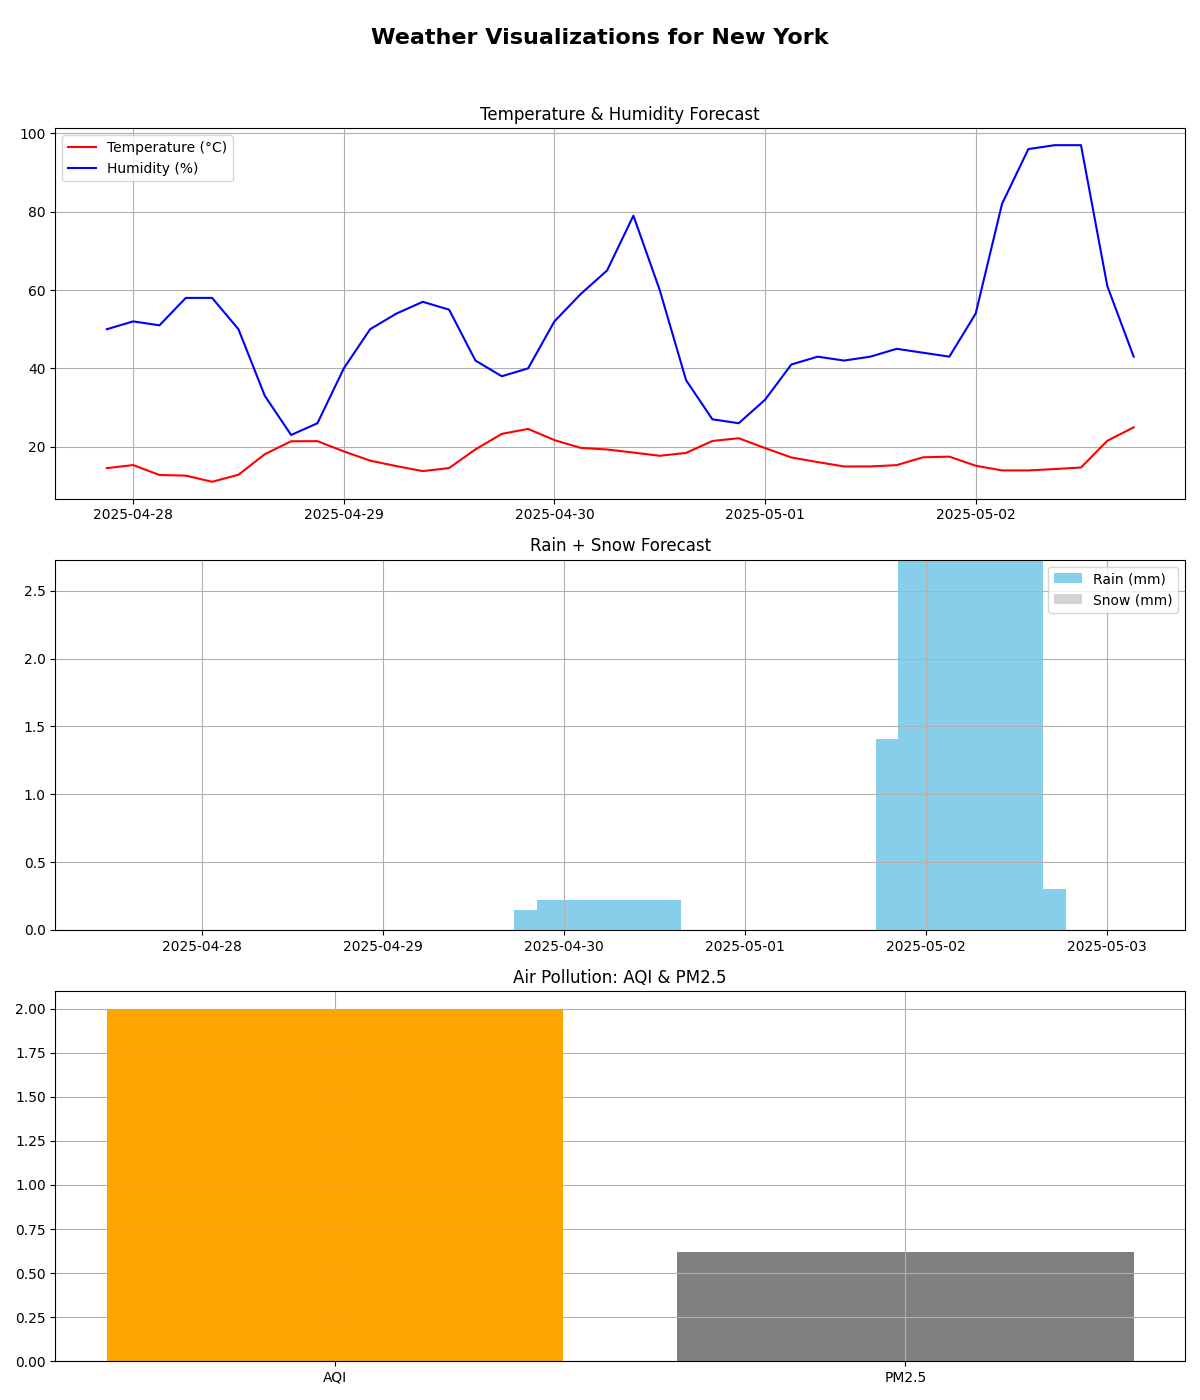 Weather Visualizations for New York
Temperature & Humidity Forecast
100
80
60
40
20
Temperature (°C)
Humidity (%)
2025-04-28 2025-04-29 2025-04-30 2025-05-01 2025-05-02
Rain + Snow Forecast
2.5
2.0
1.5
1.0
0.5
0.0
Rain (mm)
Snow (mm)
2025-04-28 2025-04-29 2025-04-30 2025-05-01 2025-05-02 2025-05-03
Air Pollution: AQI & PM2.5
2.00
1.75
1.50
1.25
1.00
0.75
0.50
0.25
0.00
AQI PM2.5